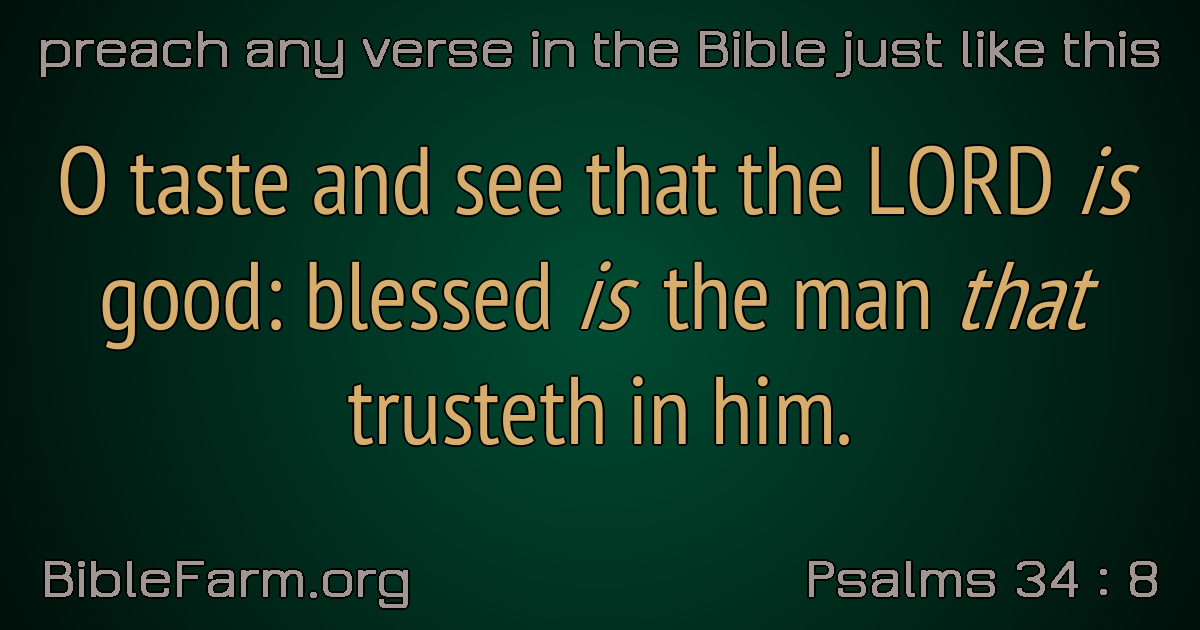 preach any verse in the Bible just like this
O taste and see that the LORD is
good: blessed is the man that
trusteth in him.
BibleFarm.org
Psalms 34 : 8